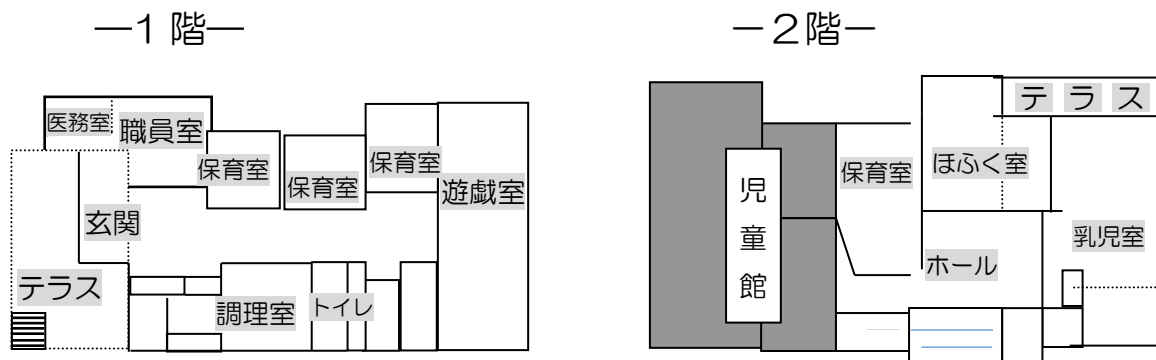 ―1階―
医務室
職員室
保育室
保育室
保育室
遊戯室
玄関
テラス
調理室
トイレ
―2階―
テラス
ほふく室
保育室
児童館
乳児室
ホール